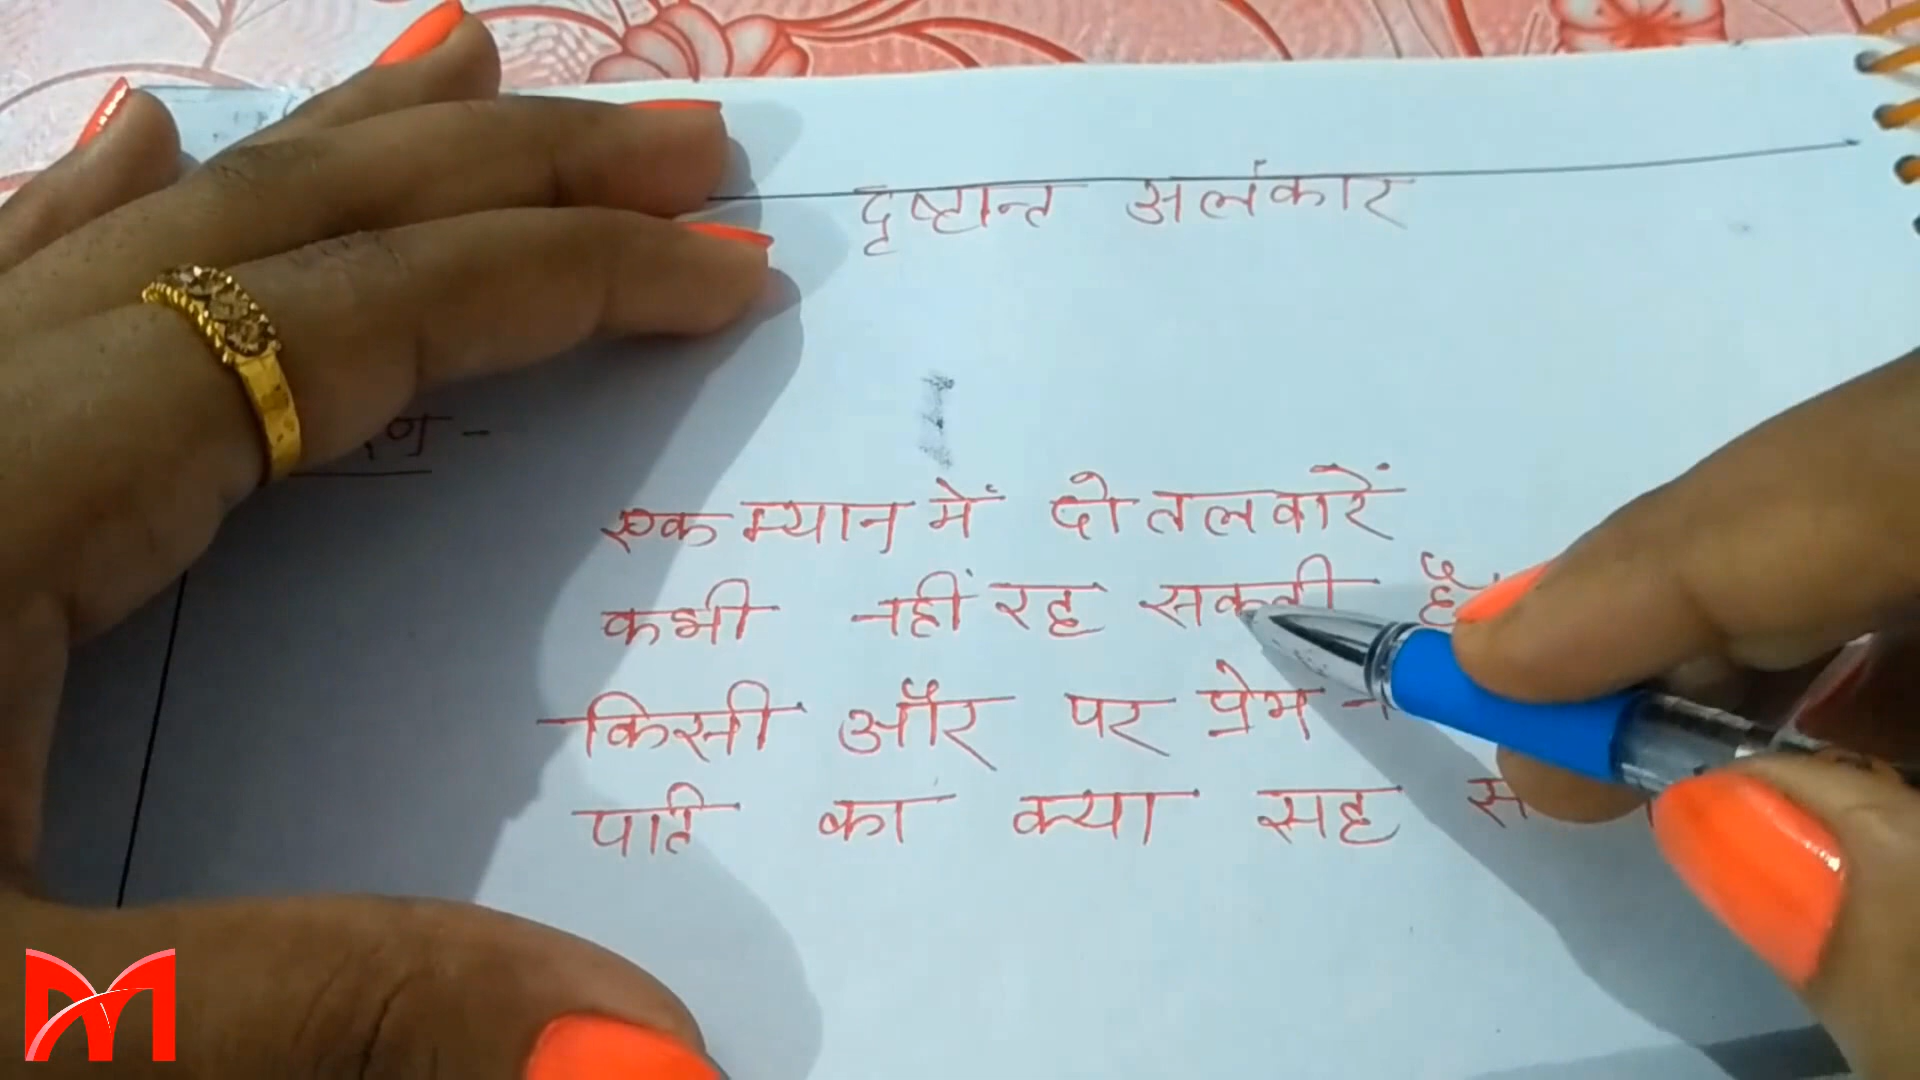 दृष्टान्त अलंकार
एक म्यान में दो तलवारें
कभी नहीं रह सकती हैं
किसी और पर प्रेम
पति का क्या सह